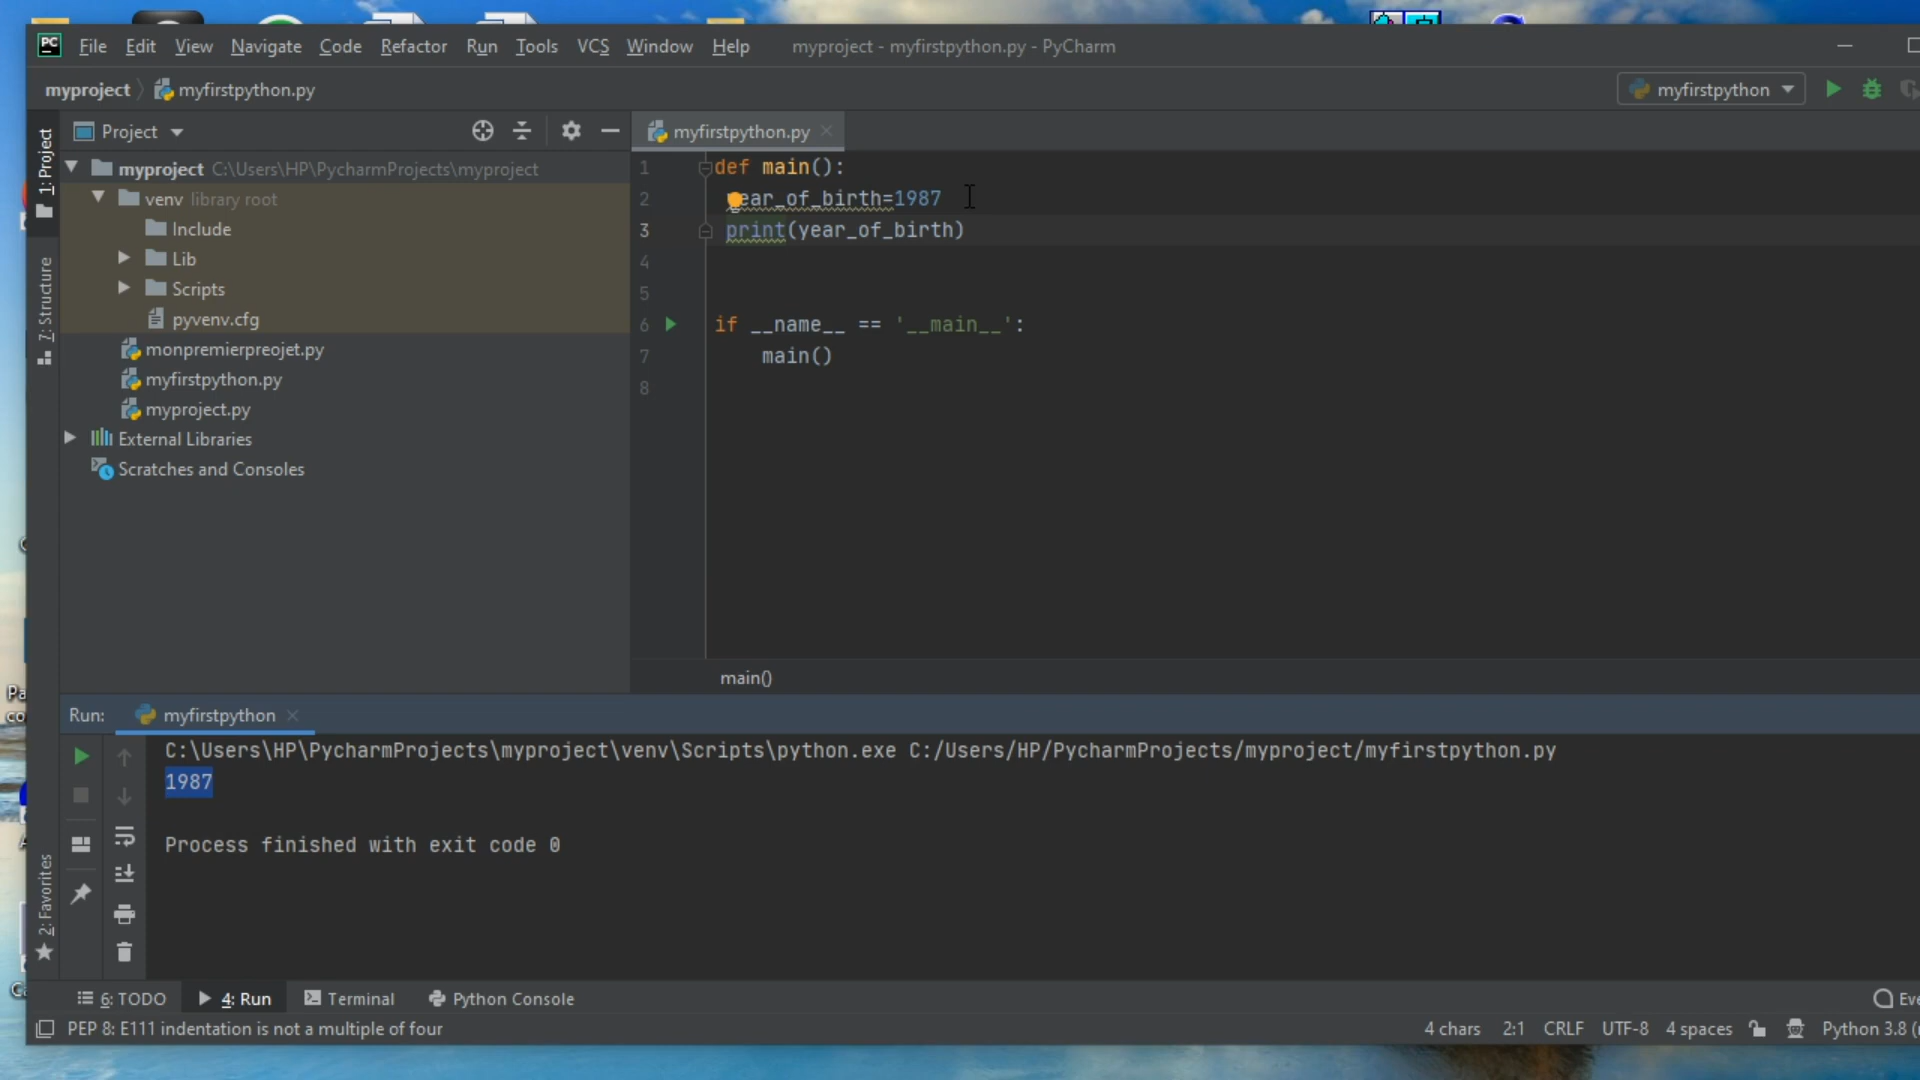 PC File Edit View Navigate Code Refactor Run Tools VCS Window Help myproject - myfirstpython.py - PyCharm
myproject myfirstpython.py
myfirstpython
1: Project
Project
myproject C:\Users\HP\PycharmProjects\myproject
venv library root
Include
Lib
Scripts
pyvenv.cfg
monpremierpreojet.py
myfirstpython.py
myproject.py
External Libraries
Scratches and Consoles
7: Structure
2: Favorites
myfirstpython.py
1 def main():
2 year_of_birth=1987
3 print(year_of_birth)
4
5
6 if __name__ == '__main__':
7 main()
8
main()
Run: myfirstpython
C:\Users\HP\PycharmProjects\myproject\venv\Scripts\python.exe C:/Users/HP/PycharmProjects/myproject/myfirstpython.py
1987
Process finished with exit code 0
6: TODO 4: Run Terminal Python Console
PEP 8: E111 indentation is not a multiple of four
4 chars 2:1 CRLF UTF-8 4 spaces Python 3.8